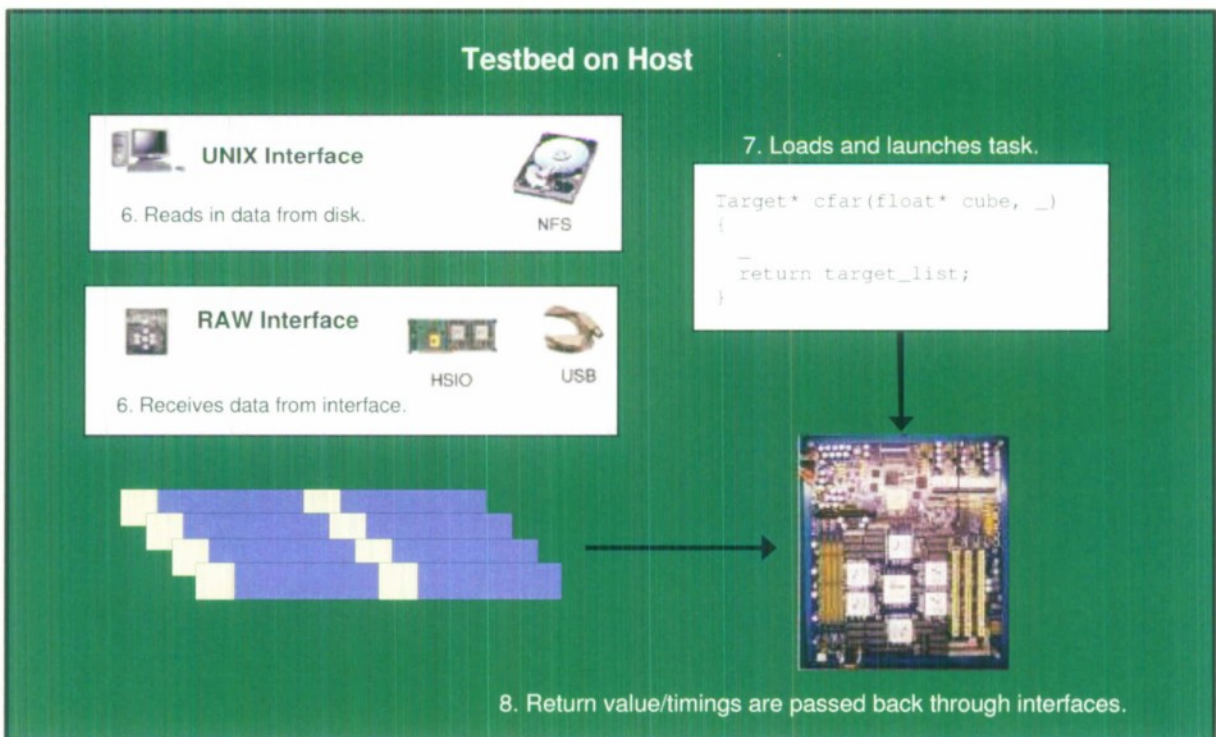 Testbed on Host
UNIX Interface
6. Reads in data from disk.
NFS
RAW Interface
HSIO
USB
6. Receives data from interface.
7. Loads and launches task.
Target* cfar(float* cube, _)
{
_
return target_list;
}
8. Return value/timings are passed back through interfaces.